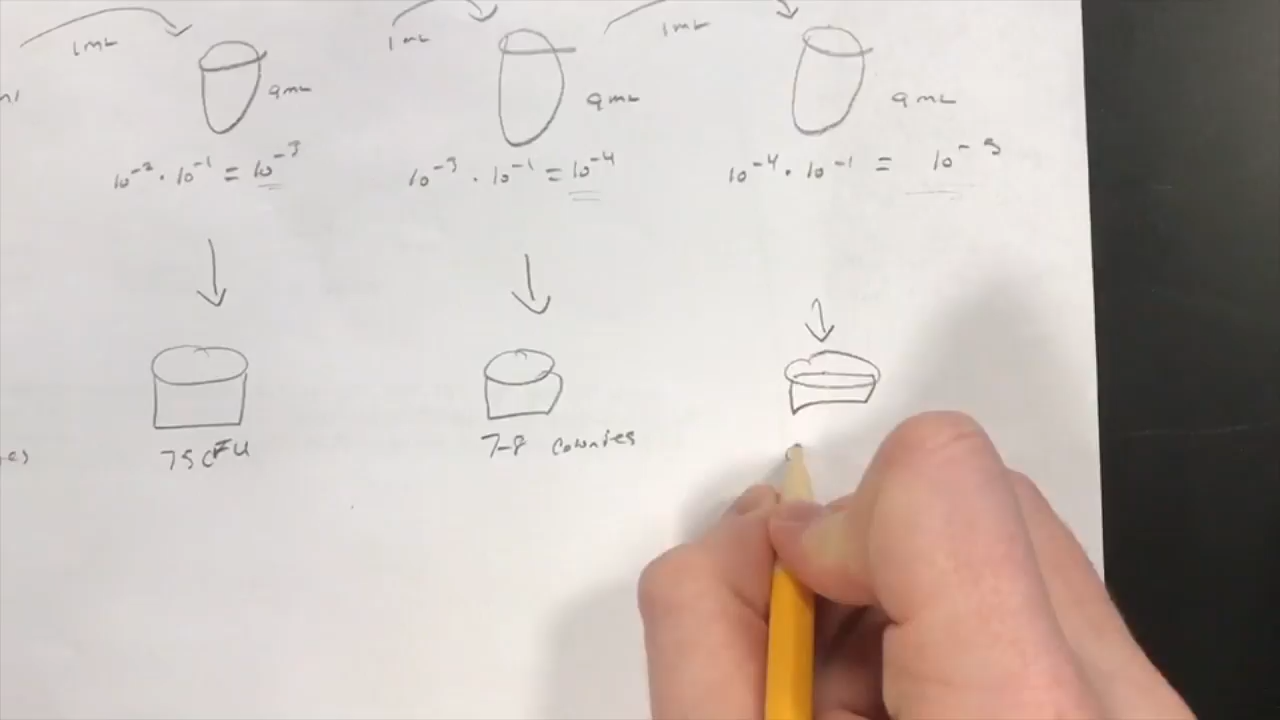 1mL 1mL 1mL
9mL 9mL 9mL
10⁻² · 10⁻¹ = 10⁻³ 10⁻³ · 10⁻¹ = 10⁻⁴ 10⁻⁴ · 10⁻¹ = 10⁻⁵
75 CFU 7-8 colonies